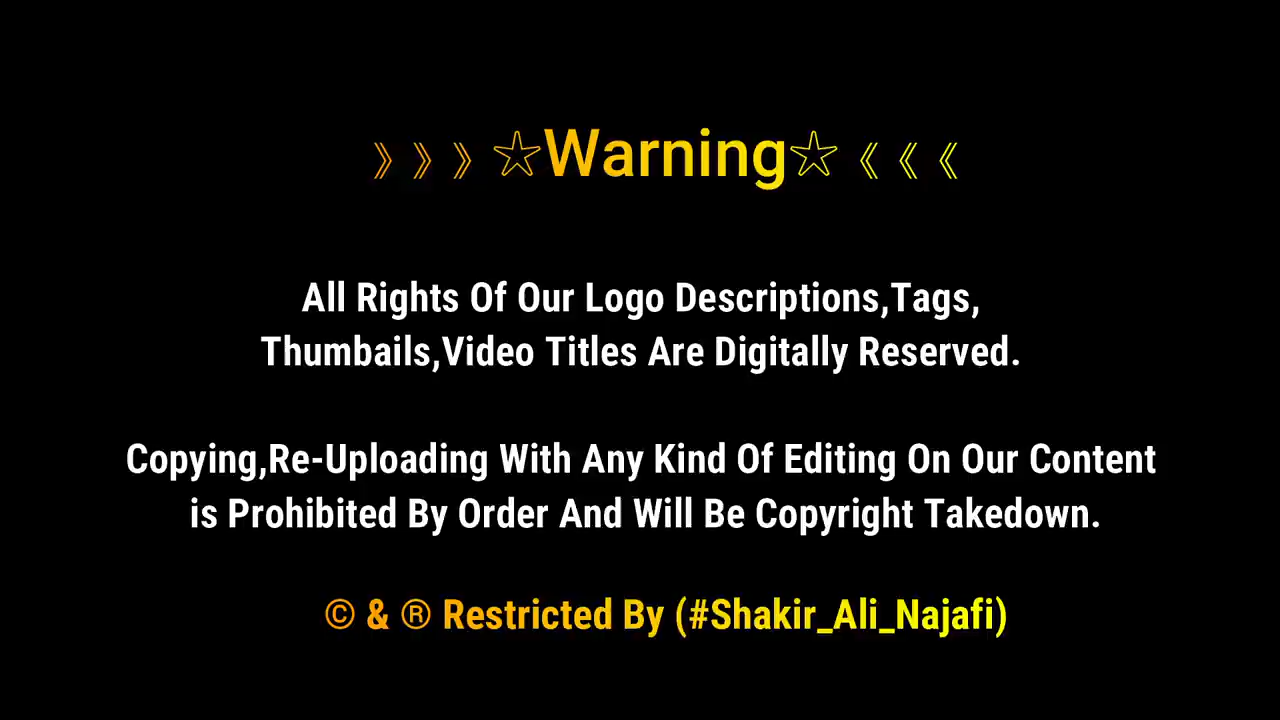 》》》☆Warning☆《《《
All Rights Of Our Logo Descriptions,Tags,
Thumbails,Video Titles Are Digitally Reserved.
Copying,Re-Uploading With Any Kind Of Editing On Our Content
is Prohibited By Order And Will Be Copyright Takedown.
© & ® Restricted By (#Shakir_Ali_Najafi)